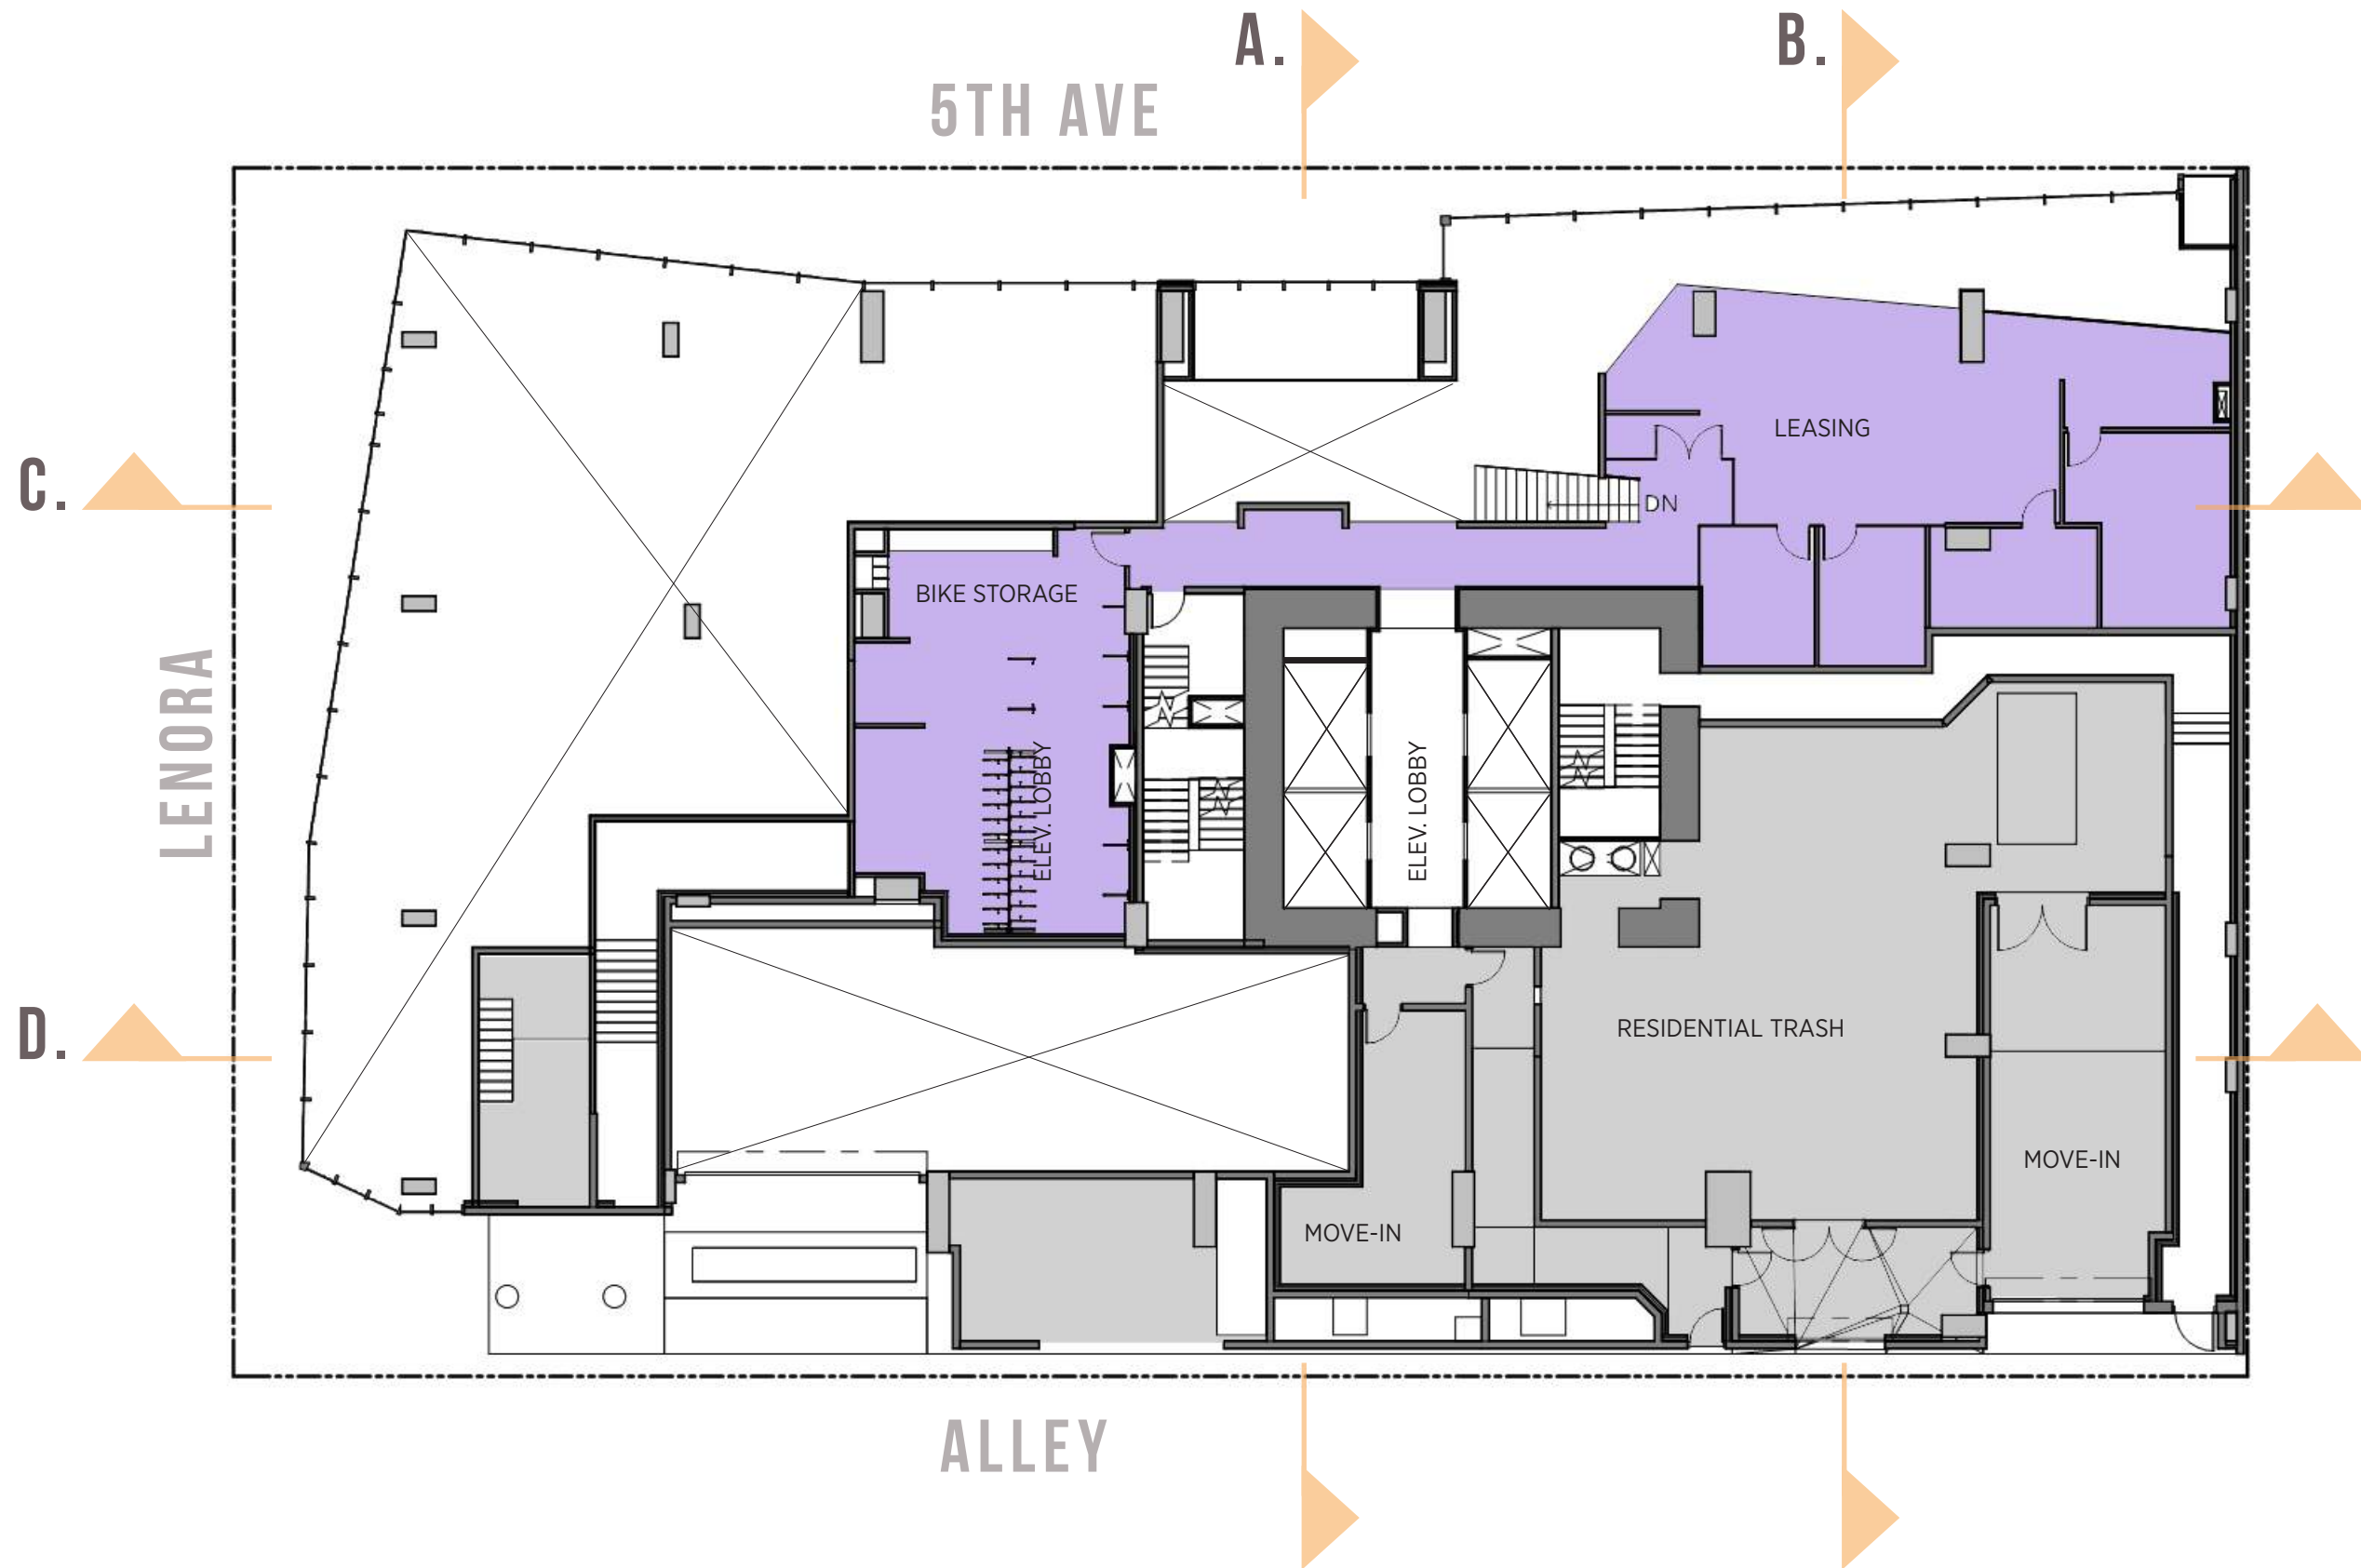 A.
B.
5TH AVE
LEASING
C.
DN
BIKE STORAGE
LENORA
ELEV. LOBBY
ELEV. LOBBY
D.
RESIDENTIAL TRASH
MOVE-IN
MOVE-IN
ALLEY